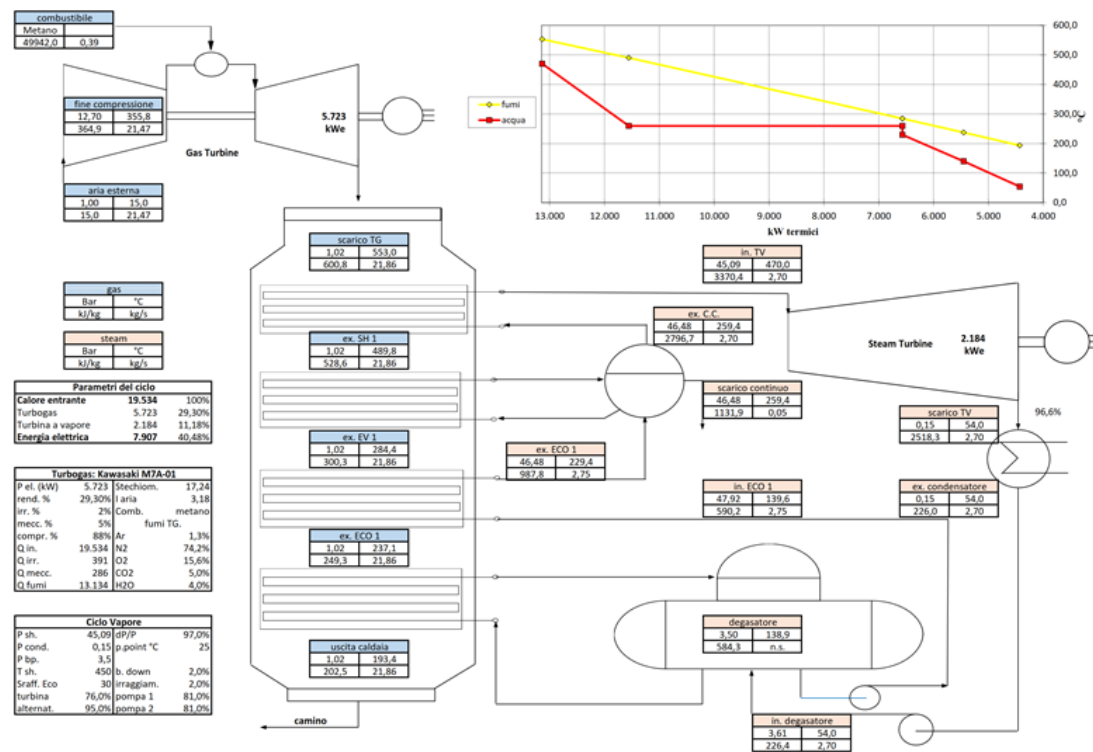 combustibile
Metano
49942,0 0,39
fine compressione
12,70 355,8
364,9 21,47
Gas Turbine
5.723
kWe
aria esterna
1,00 15,0
15,0 21,47
fumi
acqua
600,0
500,0
400,0
300,0
200,0
100,0
0,0
°C
13.000 12.000 11.000 10.000 9.000 8.000 7.000 6.000 5.000 4.000
kW termici
scarico TG
1,02 553,0
600,8 21,86
in. TV
45,09 470,0
3370,4 2,70
gas
Bar °C
kJ/kg kg/s
steam
Bar °C
kJ/kg kg/s
ex. SH 1
1,02 489,8
528,6 21,86
ex. C.C.
46,48 259,4
2796,7 2,70
Steam Turbine
2.184
kWe
scarico continuo
46,48 259,4
1131,9 0,05
Parametri del ciclo
Calore entrante 19.534 100%
Turbogas 5.723 29,30%
Turbina a vapore 2.184 11,18%
Energia elettrica 7.907 40,48%
scarico TV
0,15 54,0
2518,3 2,70
96,6%
ex. EV 1
1,02 284,4
300,3 21,86
ex. ECO 1
46,48 229,4
987,8 2,75
in. ECO 1
47,92 139,6
590,2 2,75
ex. condensatore
0,15 54,0
226,0 2,70
Turbogas: Kawasaki M7A-01
P el. (kW) 5.723 Stechiom. 17,24
rend. % 29,30% l aria 3,18
irr. % 2% Comb. metano
mecc. % 5% fumi TG.
compr. % 88% Ar 1,3%
Q in. 19.534 N2 74,2%
Q irr. 391 O2 15,6%
Q mecc. 286 CO2 5,0%
Q fumi 13.134 H2O 4,0%
ex. ECO 1
1,02 237,1
249,3 21,86
degasatore
3,50 138,9
584,3 n.s.
Ciclo Vapore
P sh. 45,09 dP/P 97,0%
P cond. 0,15 p.point °C 25
P bp. 3,5
T sh. 450 b. down 2,0%
Sraff. Eco 30 irraggiam. 2,0%
turbina 76,0% pompa 1 81,0%
alternat. 95,0% pompa 2 81,0%
uscita caldaia
1,02 193,4
202,5 21,86
camino
in. degasatore
3,61 54,0
226,4 2,70